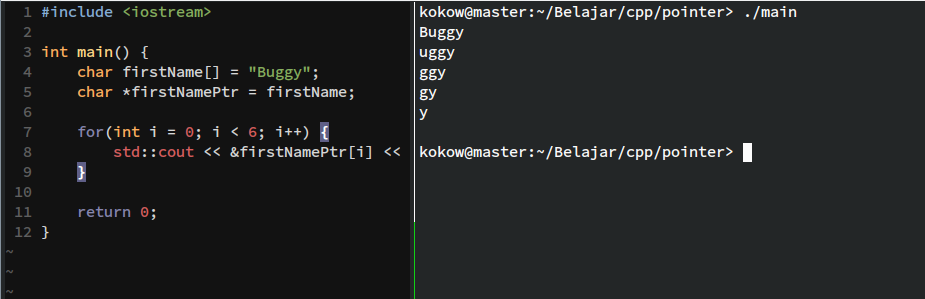 1 #include <iostream>
2
3 int main() {
4     char firstName[] = "Buggy";
5     char *firstNamePtr = firstName;
6
7     for(int i = 0; i < 6; i++) {
8         std::cout << &firstNamePtr[i] <<
9     }
10
11     return 0;
12 }
~
~
~
kokow@master:~/Belajar/cpp/pointer> ./main
Buggy
uggy
ggy
gy
y

kokow@master:~/Belajar/cpp/pointer>